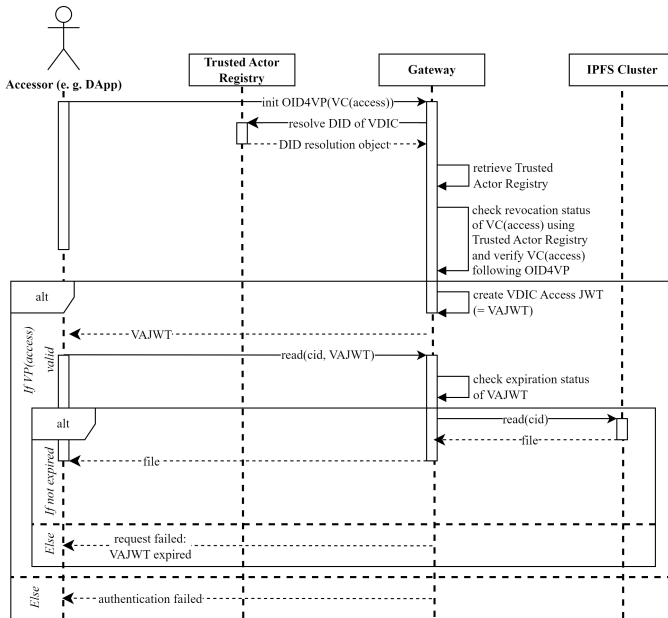 Trusted Actor
Registry
Gateway
IPFS Cluster
Accessor (e. g. DApp)
init OID4VP(VC(access))
resolve DID of VDIC
DID resolution object
retrieve Trusted
Actor Registry
check revocation status
of VC(access) using
Trusted Actor Registry
and verify VC(access)
following OID4VP
alt
create VDIC Access JWT
(= VAJWT)
If VP(access)
valid
VAJWT
read(cid, VAJWT)
check expiration status
of VAJWT
alt
read(cid)
file
file
If not expired
Else
request failed:
VAJWT expired
Else
authentication failed